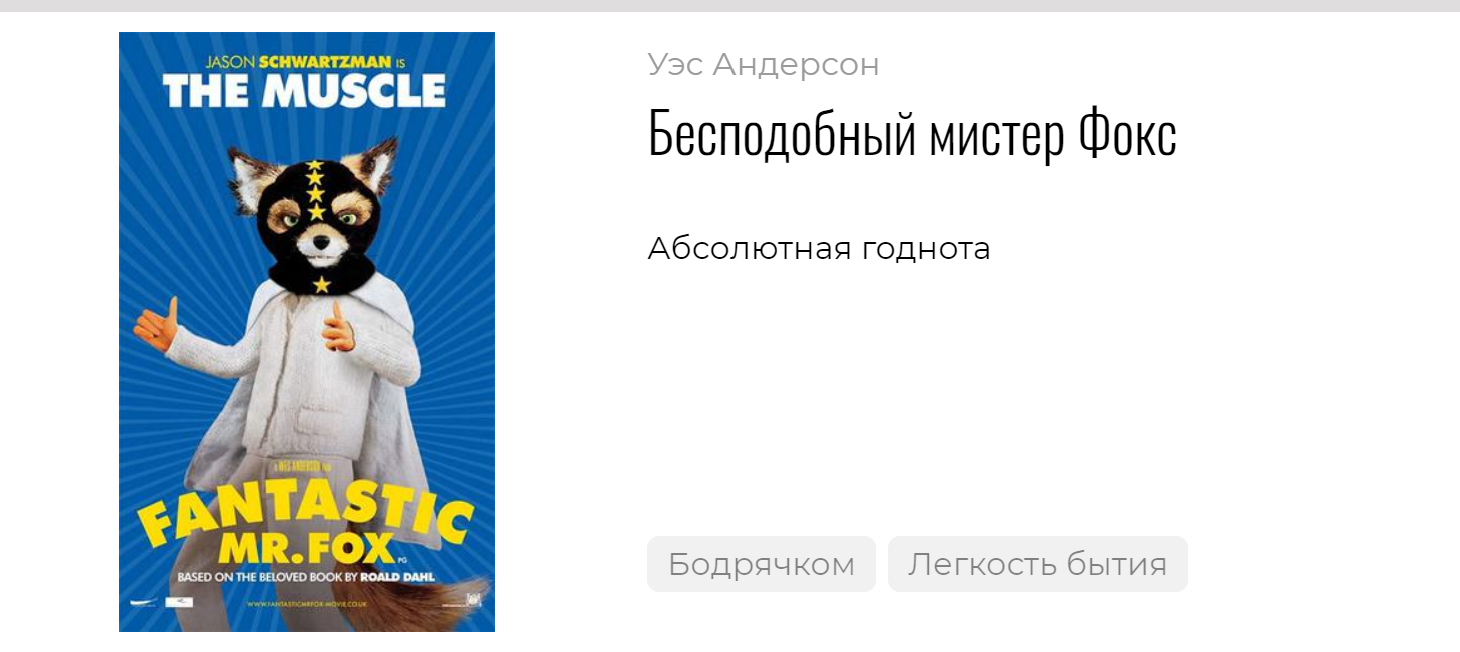 JASON SCHWARTZMAN IS
THE MUSCLE
A WES ANDERSON FILM
FANTASTIC
MR. FOX
PG
BASED ON THE BELOVED BOOK BY ROALD DAHL
WWW.FANTASTICMRFOX-MOVIE.CO.UK
Уэс Андерсон
Бесподобный мистер Фокс
Абсолютная годнота
Бодрячком
Легкость бытия